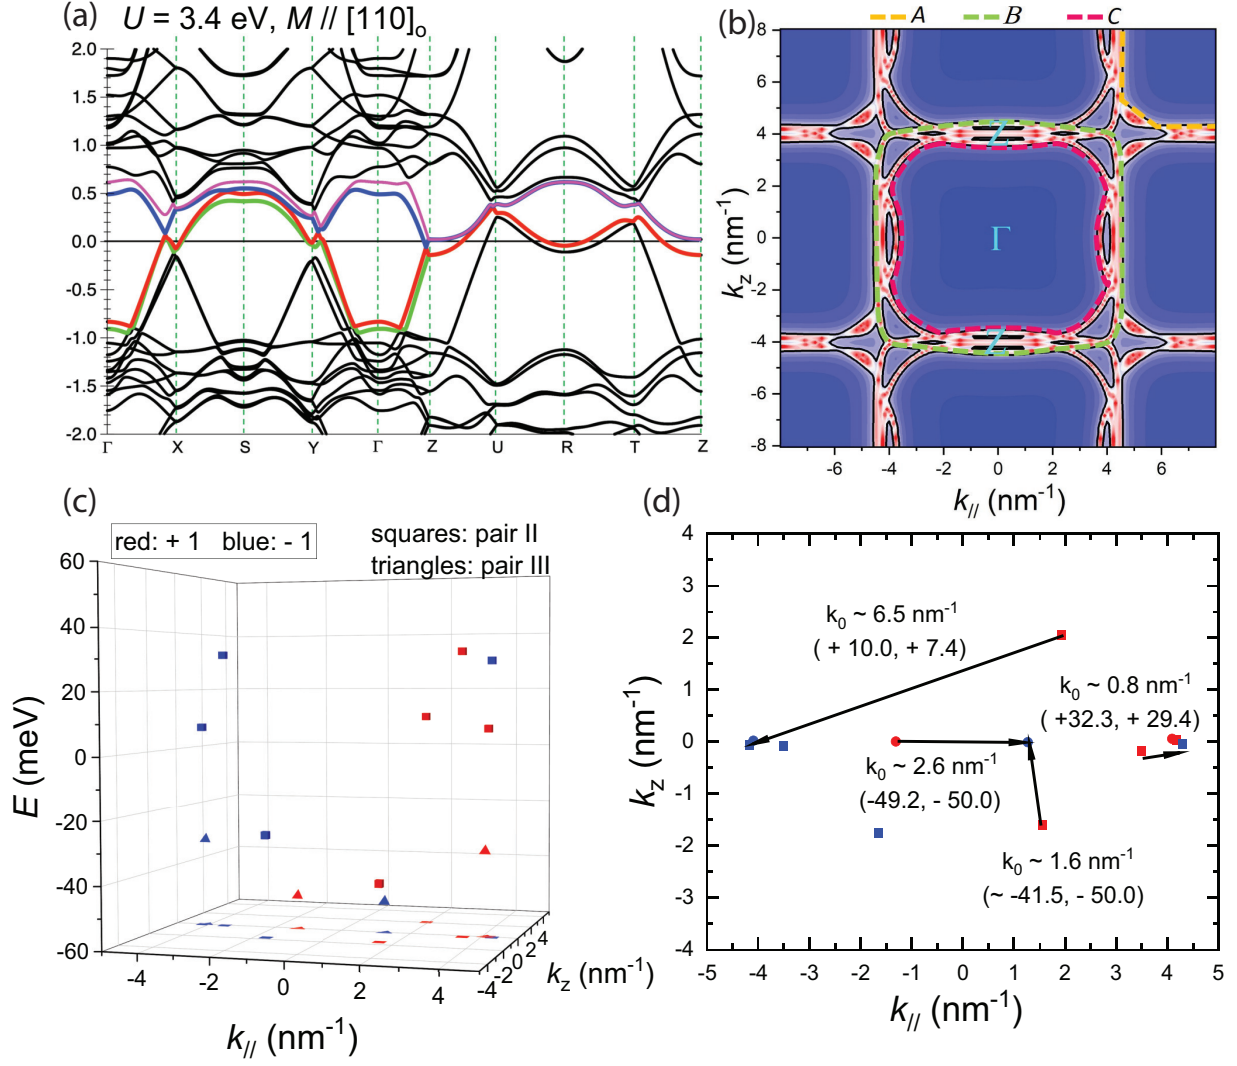 (a)
U = 3.4 eV, M // [110]o
2.0
1.5
1.0
0.5
0.0
-0.5
-1.0
-1.5
-2.0
Γ X S Y Γ Z U R T Z
(b)
A B C
8
6
4
2
0
-2
-4
-6
-8
kz (nm-1)
Γ
-6 -4 -2 0 2 4 6
k// (nm-1)
(c)
red: + 1 blue: - 1
squares: pair II
triangles: pair III
60
40
20
0
-20
-40
-60
E (meV)
-4 -2 0 2 4
k// (nm-1)
-4 -2 0 2 4
kz (nm-1)
(d)
4
3
2
1
0
-1
-2
-3
-4
kz (nm-1)
k0 ~ 6.5 nm-1
( + 10.0, + 7.4)
k0 ~ 0.8 nm-1
( +32.3, + 29.4)
k0 ~ 2.6 nm-1
(-49.2, - 50.0)
k0 ~ 1.6 nm-1
(~ -41.5, - 50.0)
-5 -4 -3 -2 -1 0 1 2 3 4 5
k// (nm-1)